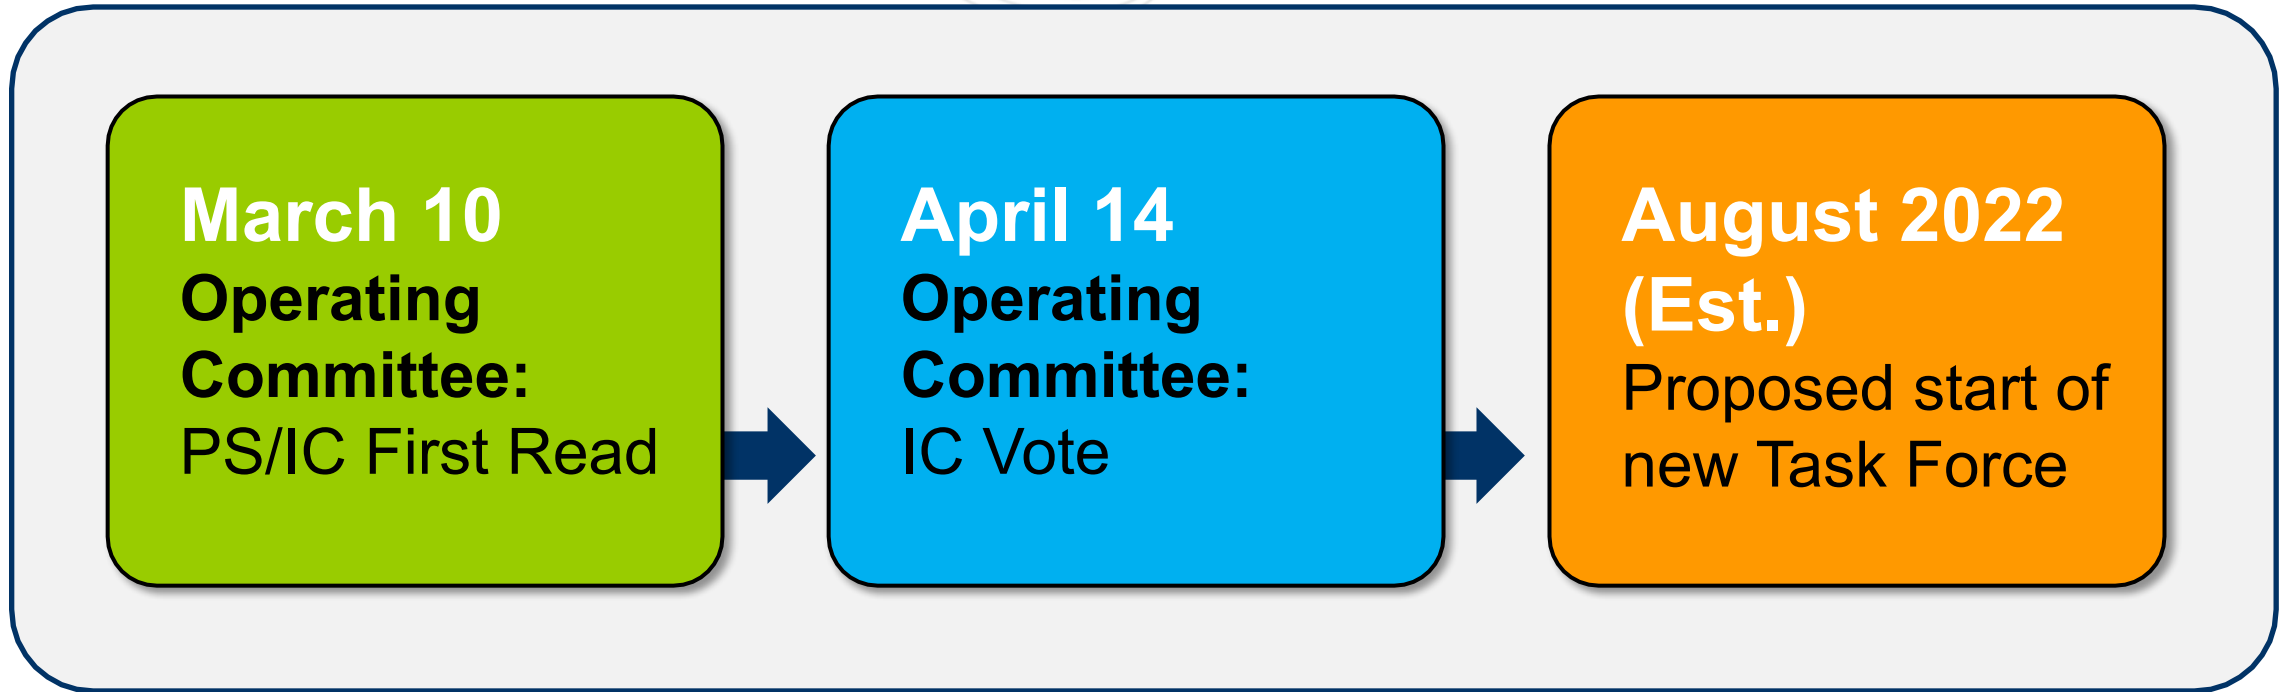 March 10
Operating
Committee:
PS/IC First Read
April 14
Operating
Committee:
IC Vote
August 2022
(Est.)
Proposed start of
new Task Force